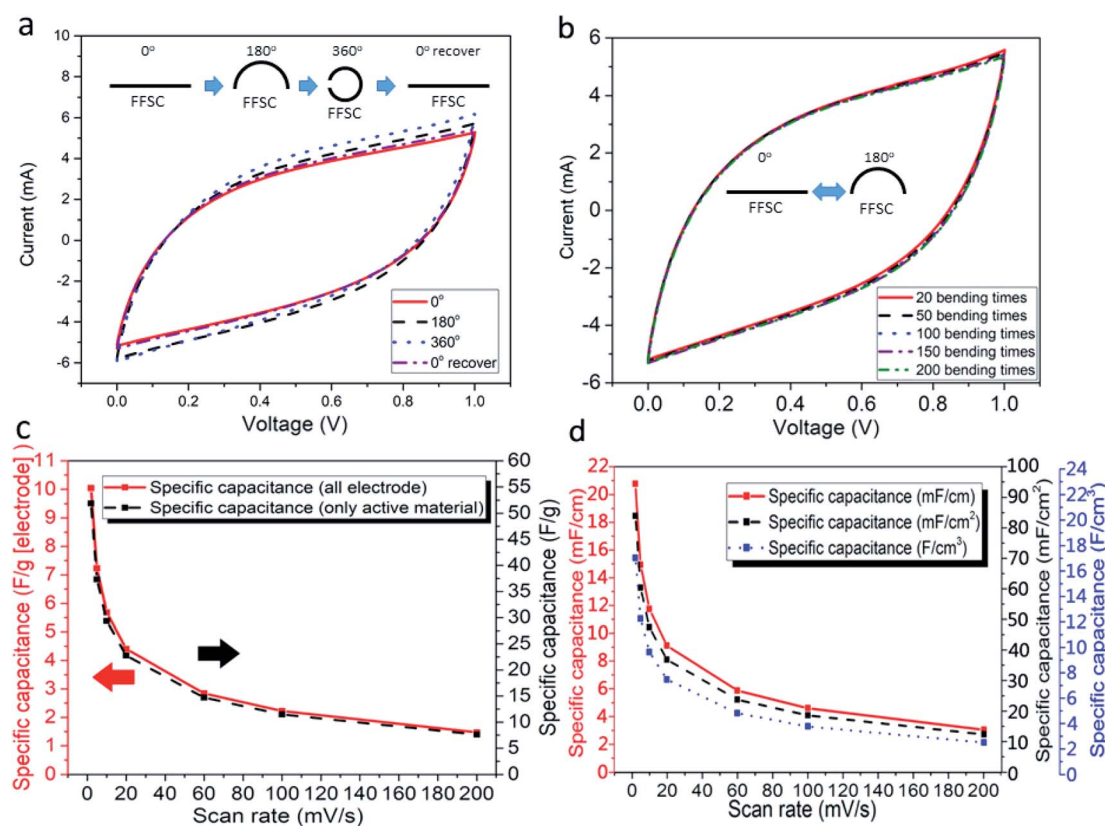 a
0° 180° 360° 0° recover
FFSC FFSC FFSC FFSC
10
8
6
4
2
0
-2
-4
-6
Current (mA)
0°
180°
360°
0° recover
0.0 0.2 0.4 0.6 0.8 1.0
Voltage (V)
b
6
4
2
0
-2
-4
-6
Current (mA)
0° 180°
FFSC FFSC
20 bending times
50 bending times
100 bending times
150 bending times
200 bending times
0.0 0.2 0.4 0.6 0.8 1.0
Voltage (V)
c
Specific capacitance (F/g [electrode] )
11
10
9
8
7
6
5
4
3
2
1
0
Specific capacitance (all electrode)
Specific capacitance (only active material)
60
55
50
45
40
35
30
25
20
15
10
5
0
Specific capacitance (F/g)
0 20 40 60 80 100 120 140 160 180 200
Scan rate (mV/s)
d
Specific capacitance (mF/cm)
22
20
18
16
14
12
10
8
6
4
2
0
Specific capacitance (mF/cm)
Specific capacitance (mF/cm²)
Specific capacitance (F/cm³)
100
90
80
70
60
50
40
30
20
10
0
Specific capacitance (mF/cm²)
24
22
20
18
16
14
12
10
8
6
4
2
0
Specific capacitance (F/cm³)
0 20 40 60 80 100 120 140 160 180 200
Scan rate (mV/s)